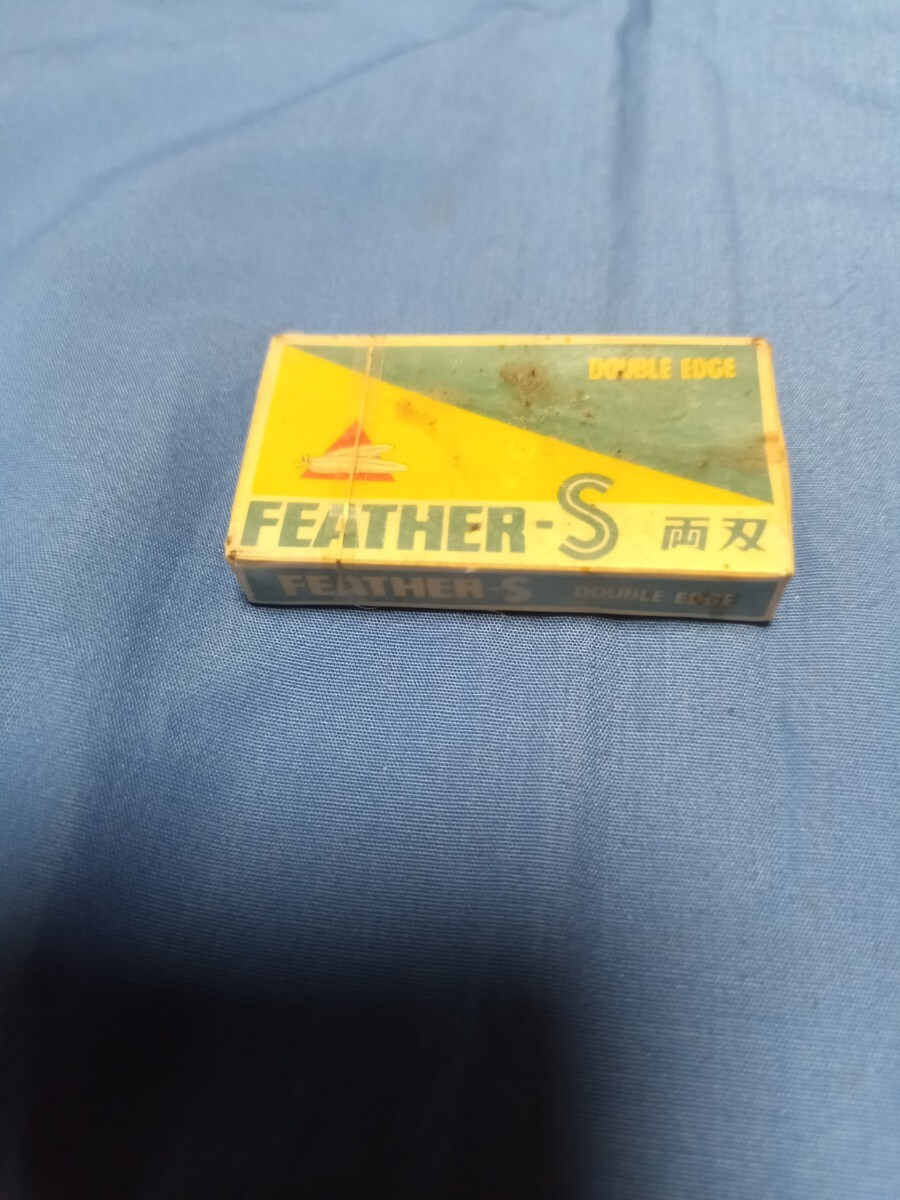 DOUBLE EDGE
FEATHER-S 両刃
FEATHER-S DOUBLE EDGE